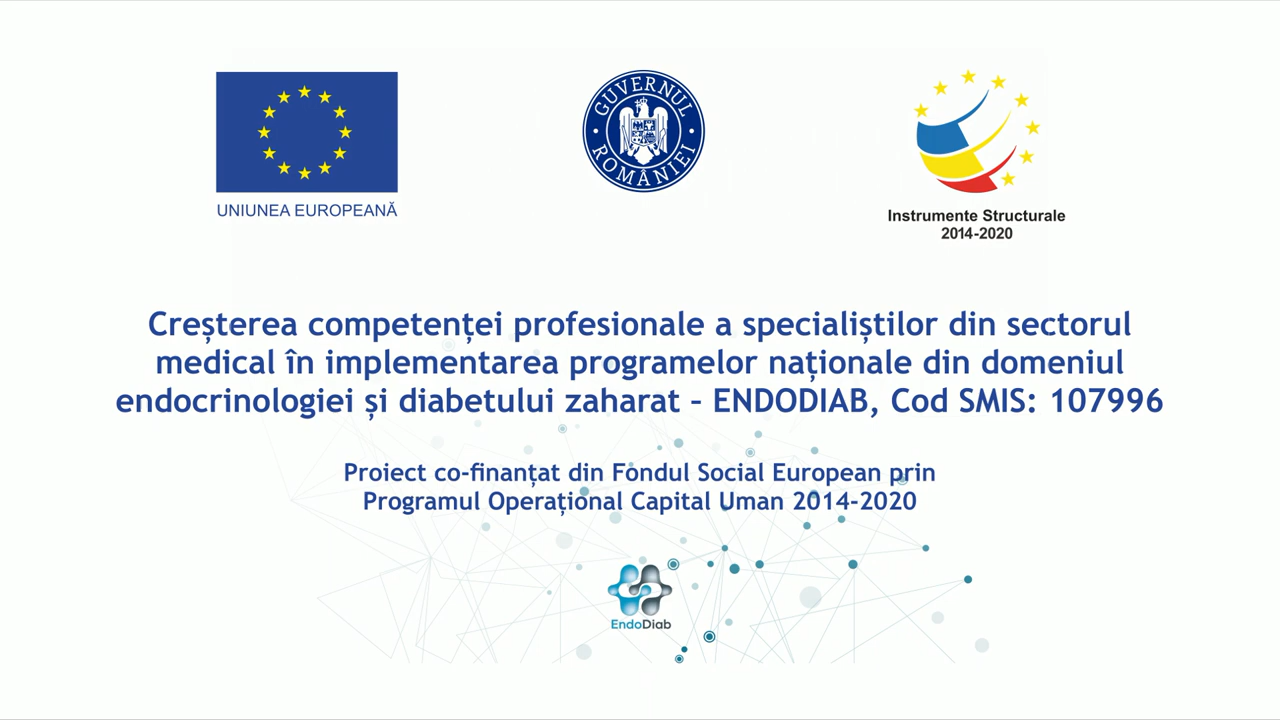 GUVERNUL ROMÂNIEI
UNIUNEA EUROPEANĂ
Instrumente Structurale
2014-2020
Creșterea competenței profesionale a specialiștilor din sectorul
medical în implementarea programelor naționale din domeniul
endocrinologiei și diabetului zaharat – ENDODIAB, Cod SMIS: 107996
Proiect co-finanțat din Fondul Social European prin
Programul Operațional Capital Uman 2014-2020
EndoDiab